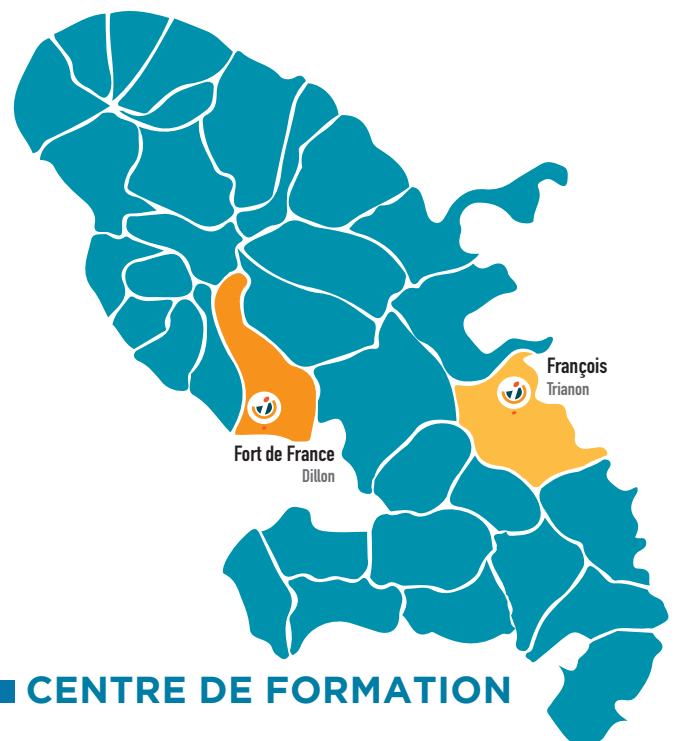 François
Trianon
Fort de France
Dillon
CENTRE DE FORMATION